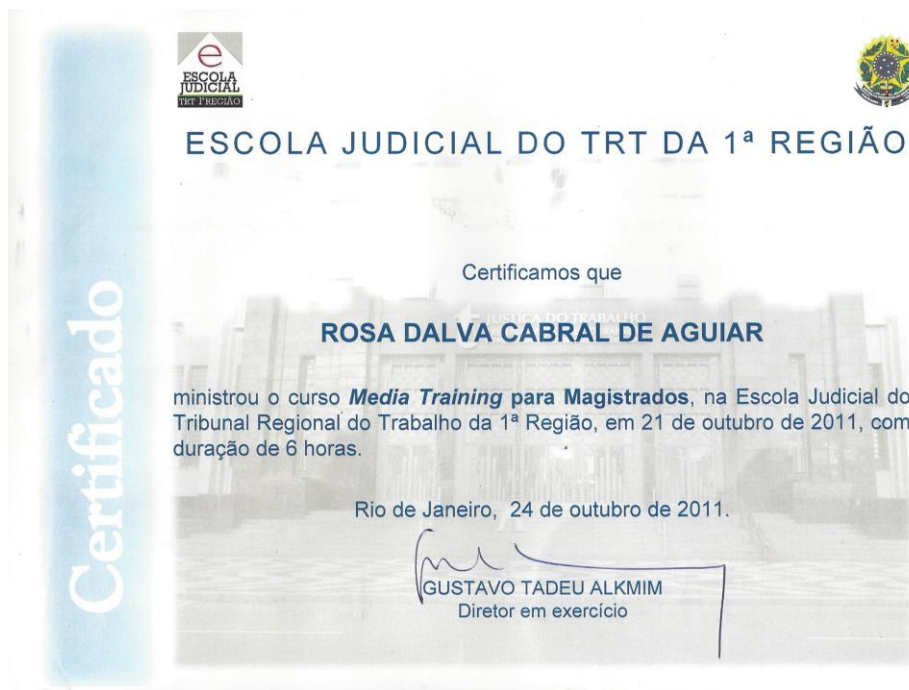 e
ESCOLA
JUDICIAL
TRT 1ª REGIÃO
ESCOLA JUDICIAL DO TRT DA 1ª REGIÃO
Certificado
Certificamos que
JUSTIÇA DO TRABALHO
ROSA DALVA CABRAL DE AGUIAR
ministrou o curso Media Training para Magistrados, na Escola Judicial do
Tribunal Regional do Trabalho da 1ª Região, em 21 de outubro de 2011, com
duração de 6 horas.
Rio de Janeiro, 24 de outubro de 2011.
GUSTAVO TADEU ALKMIM
Diretor em exercício